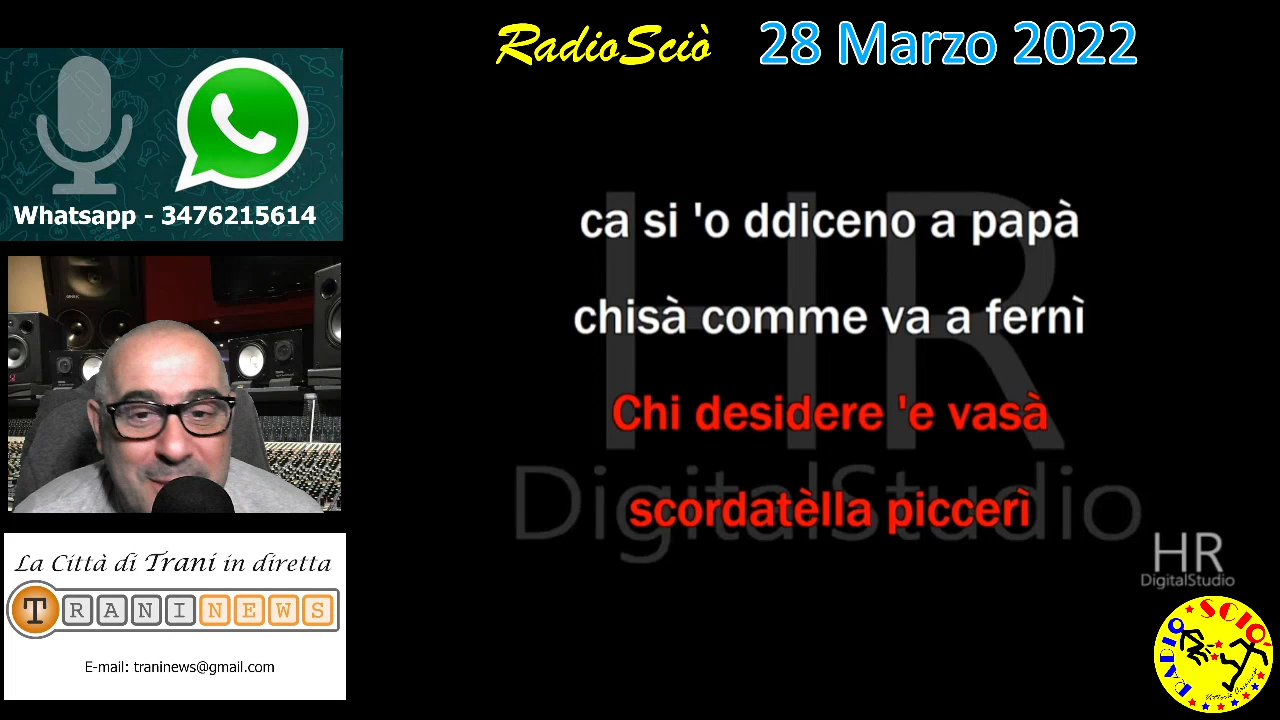 RadioSciò 28 Marzo 2022
Whatsapp - 3476215614
ca si 'o ddiceno a papà
chisà comme va a fernì
Chi desidere 'e vasà
scordatèlla piccerì
HR
DigitalStudio
HR
DigitalStudio
La Città di Trani in diretta
TRANINEWS
E-mail: traninews@gmail.com
RADIO SCIO'